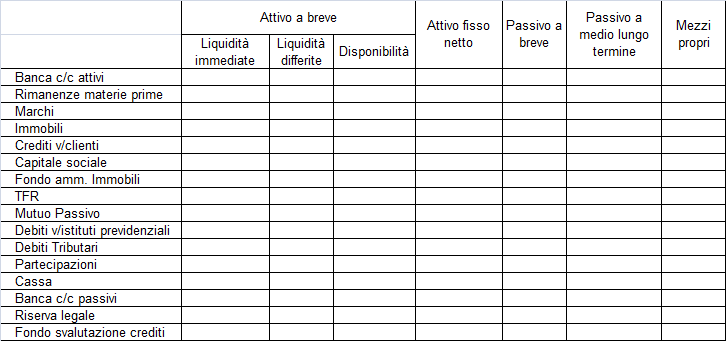 Attivo a breve
Attivo fisso
netto
Passivo a
breve
Passivo a
medio lungo
termine
Mezzi
propri
Liquidità
immediate
Liquidità
differite
Disponibilità
Banca c/c attivi
Rimanenze materie prime
Marchi
Immobili
Crediti v/clienti
Capitale sociale
Fondo amm. Immobili
TFR
Mutuo Passivo
Debiti v/istituti previdenziali
Debiti Tributari
Partecipazioni
Cassa
Banca c/c passivi
Riserva legale
Fondo svalutazione crediti